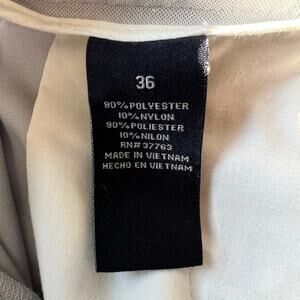 36
90%POLYESTER
10%NYLON
90%POLIESTER
10%NILON
RN# 37763
MADE IN VIETNAM
HECHO EN VIETNAM